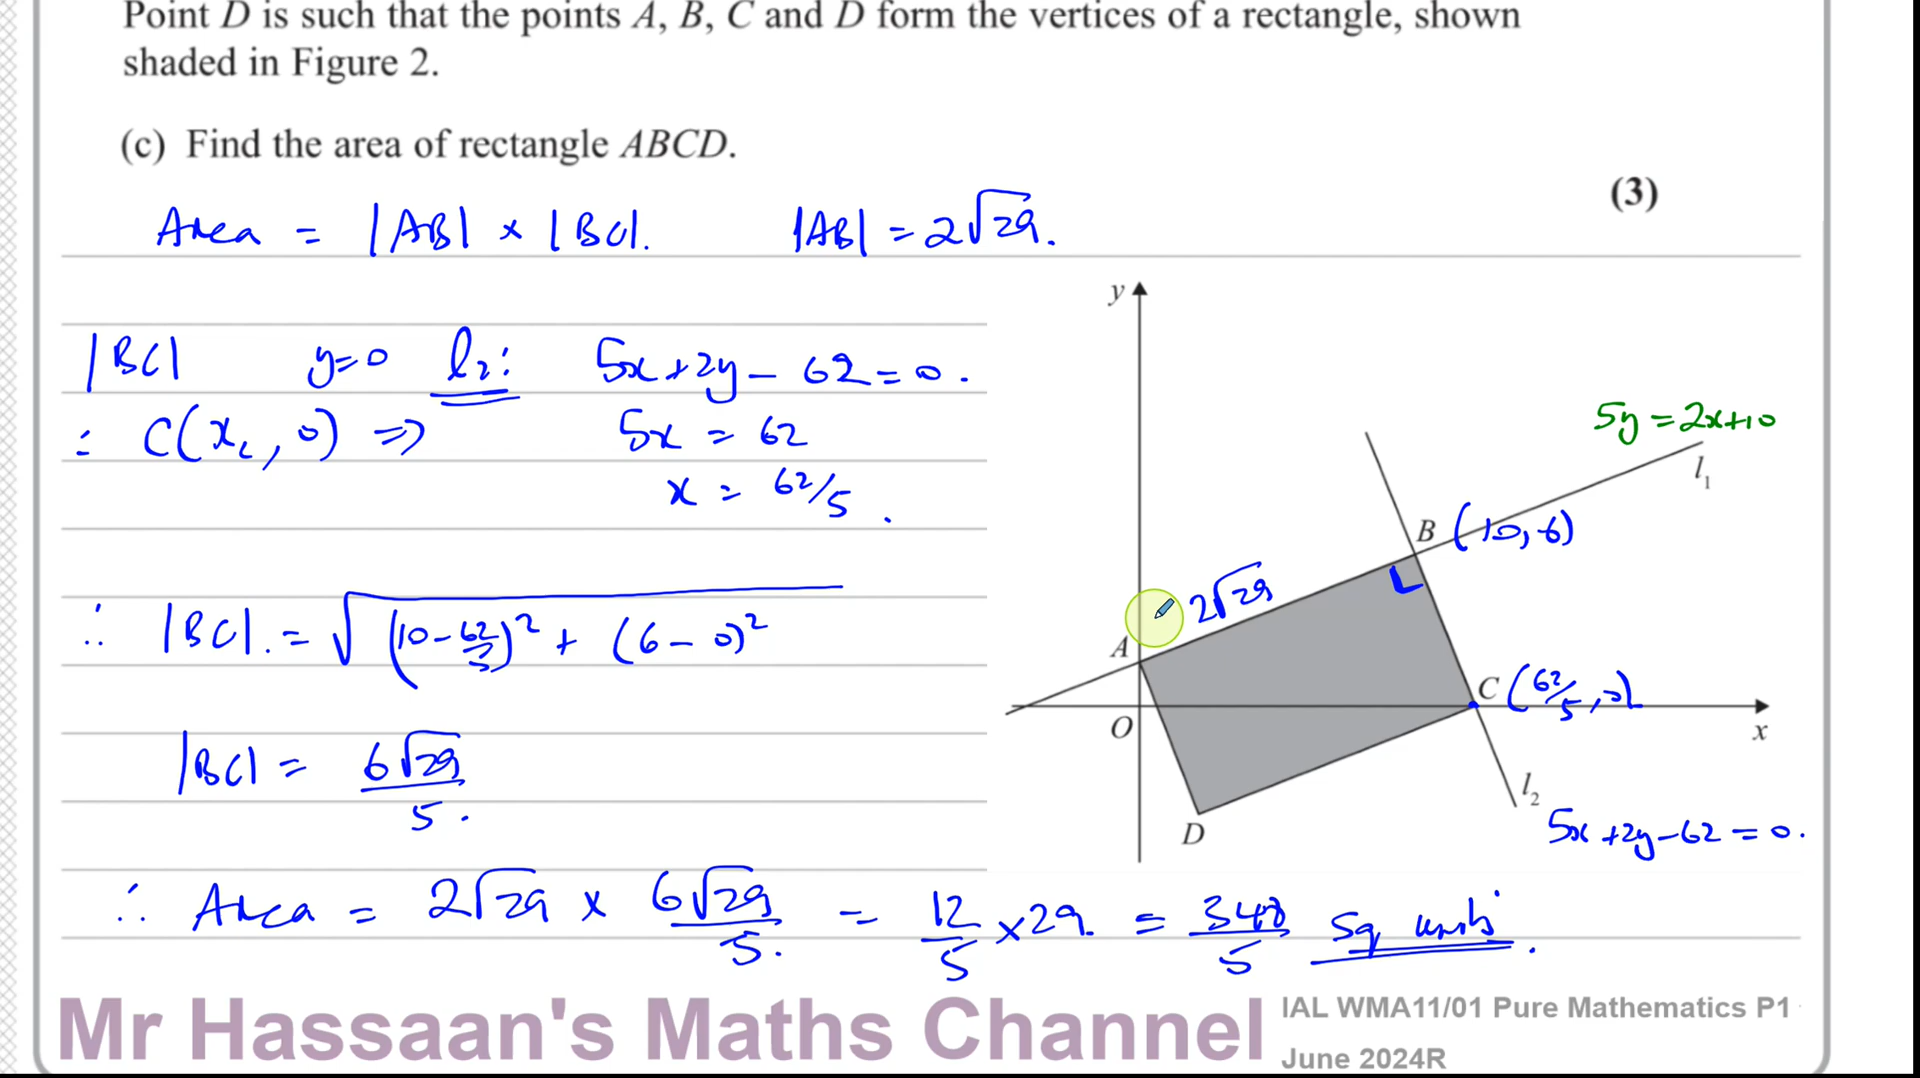 Point D is such that the points A, B, C and D form the vertices of a rectangle, shown
shaded in Figure 2.
(c) Find the area of rectangle ABCD.
(3)
Area = |AB| × |BC|. |AB| = 2√29.
|BC| y=0 l₂: 5x+2y−62=0.
: C(x꜀, 0) ⇒ 5x = 62
x = 62/5.
∴ |BC|. = √((10−62/5)² + (6−0)²)
|BC| = 6√29/5.
∴ Area = 2√29 × 6√29/5. = 12/5 ×29. = 348/5 sq units.
y
5y=2x+10
l₁
B (10,6)
2√29
A
C (62/5, 0)
O
x
l₂
D
5x+2y−62=0.
Mr Hassaan's Maths Channel
IAL WMA11/01 Pure Mathematics P1
June 2024R